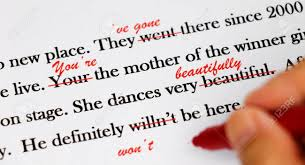 've gone
o new place. They went there since 2000
You're beautifully
e live. Your the mother of the winner gi
on stage. She dances very beautiful. A
y. He definitely willn't be here.
won't